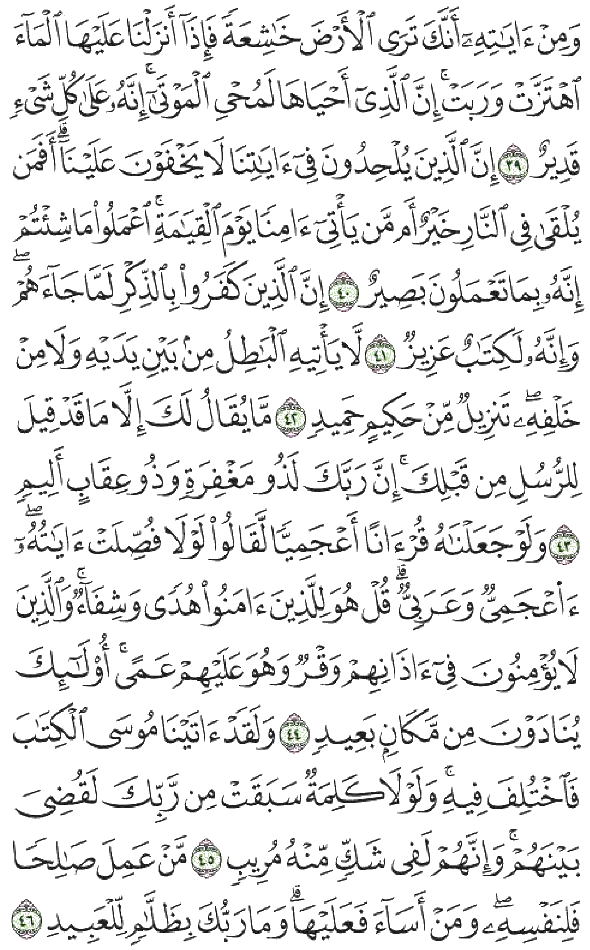 وَمِنْ ءَايَـٰتِهِۦٓ أَنَّكَ تَرَى ٱلْأَرْضَ خَـٰشِعَةً فَإِذَآ أَنزَلْنَا عَلَيْهَا ٱلْمَآءَ
ٱهْتَزَّتْ وَرَبَتْ ۚ إِنَّ ٱلَّذِىٓ أَحْيَاهَا لَمُحْىِ ٱلْمَوْتَىٰٓ ۚ إِنَّهُۥ عَلَىٰ كُلِّ شَىْءٍ
قَدِيرٌ ٣٩ إِنَّ ٱلَّذِينَ يُلْحِدُونَ فِىٓ ءَايَـٰتِنَا لَا يَخْفَوْنَ عَلَيْنَآ ۗ أَفَمَن
يُلْقَىٰ فِى ٱلنَّارِ خَيْرٌ أَم مَّن يَأْتِىٓ ءَامِنًا يَوْمَ ٱلْقِيَـٰمَةِ ۚ ٱعْمَلُوا۟ مَا شِئْتُمْ ۖ
إِنَّهُۥ بِمَا تَعْمَلُونَ بَصِيرٌ ٤٠ إِنَّ ٱلَّذِينَ كَفَرُوا۟ بِٱلذِّكْرِ لَمَّا جَآءَهُمْ ۖ
وَإِنَّهُۥ لَكِتَـٰبٌ عَزِيزٌ ٤١ لَّا يَأْتِيهِ ٱلْبَـٰطِلُ مِنۢ بَيْنِ يَدَيْهِ وَلَا مِنْ
خَلْفِهِۦ ۖ تَنزِيلٌ مِّنْ حَكِيمٍ حَمِيدٍ ٤٢ مَّا يُقَالُ لَكَ إِلَّا مَا قَدْ قِيلَ
لِلرُّسُلِ مِن قَبْلِكَ ۚ إِنَّ رَبَّكَ لَذُو مَغْفِرَةٍ وَذُو عِقَابٍ أَلِيمٍ
٤٣ وَلَوْ جَعَلْنَـٰهُ قُرْءَانًا أَعْجَمِيًّا لَّقَالُوا۟ لَوْلَا فُصِّلَتْ ءَايَـٰتُهُۥٓ ۖ
ءَا۬عْجَمِىٌّ وَعَرَبِىٌّ ۗ قُلْ هُوَ لِلَّذِينَ ءَامَنُوا۟ هُدًى وَشِفَآءٌ ۖ وَٱلَّذِينَ
لَا يُؤْمِنُونَ فِىٓ ءَاذَانِهِمْ وَقْرٌ وَهُوَ عَلَيْهِمْ عَمًى ۚ أُو۟لَـٰٓئِكَ
يُنَادَوْنَ مِن مَّكَانٍۭ بَعِيدٍ ٤٤ وَلَقَدْ ءَاتَيْنَا مُوسَى ٱلْكِتَـٰبَ
فَٱخْتُلِفَ فِيهِ ۗ وَلَوْلَا كَلِمَةٌ سَبَقَتْ مِن رَّبِّكَ لَقُضِىَ
بَيْنَهُمْ ۚ وَإِنَّهُمْ لَفِى شَكٍّ مِّنْهُ مُرِيبٍ ٤٥ مَّنْ عَمِلَ صَـٰلِحًا
فَلِنَفْسِهِۦ ۖ وَمَنْ أَسَآءَ فَعَلَيْهَا ۗ وَمَا رَبُّكَ بِظَلَّـٰمٍ لِّلْعَبِيدِ ٤٦